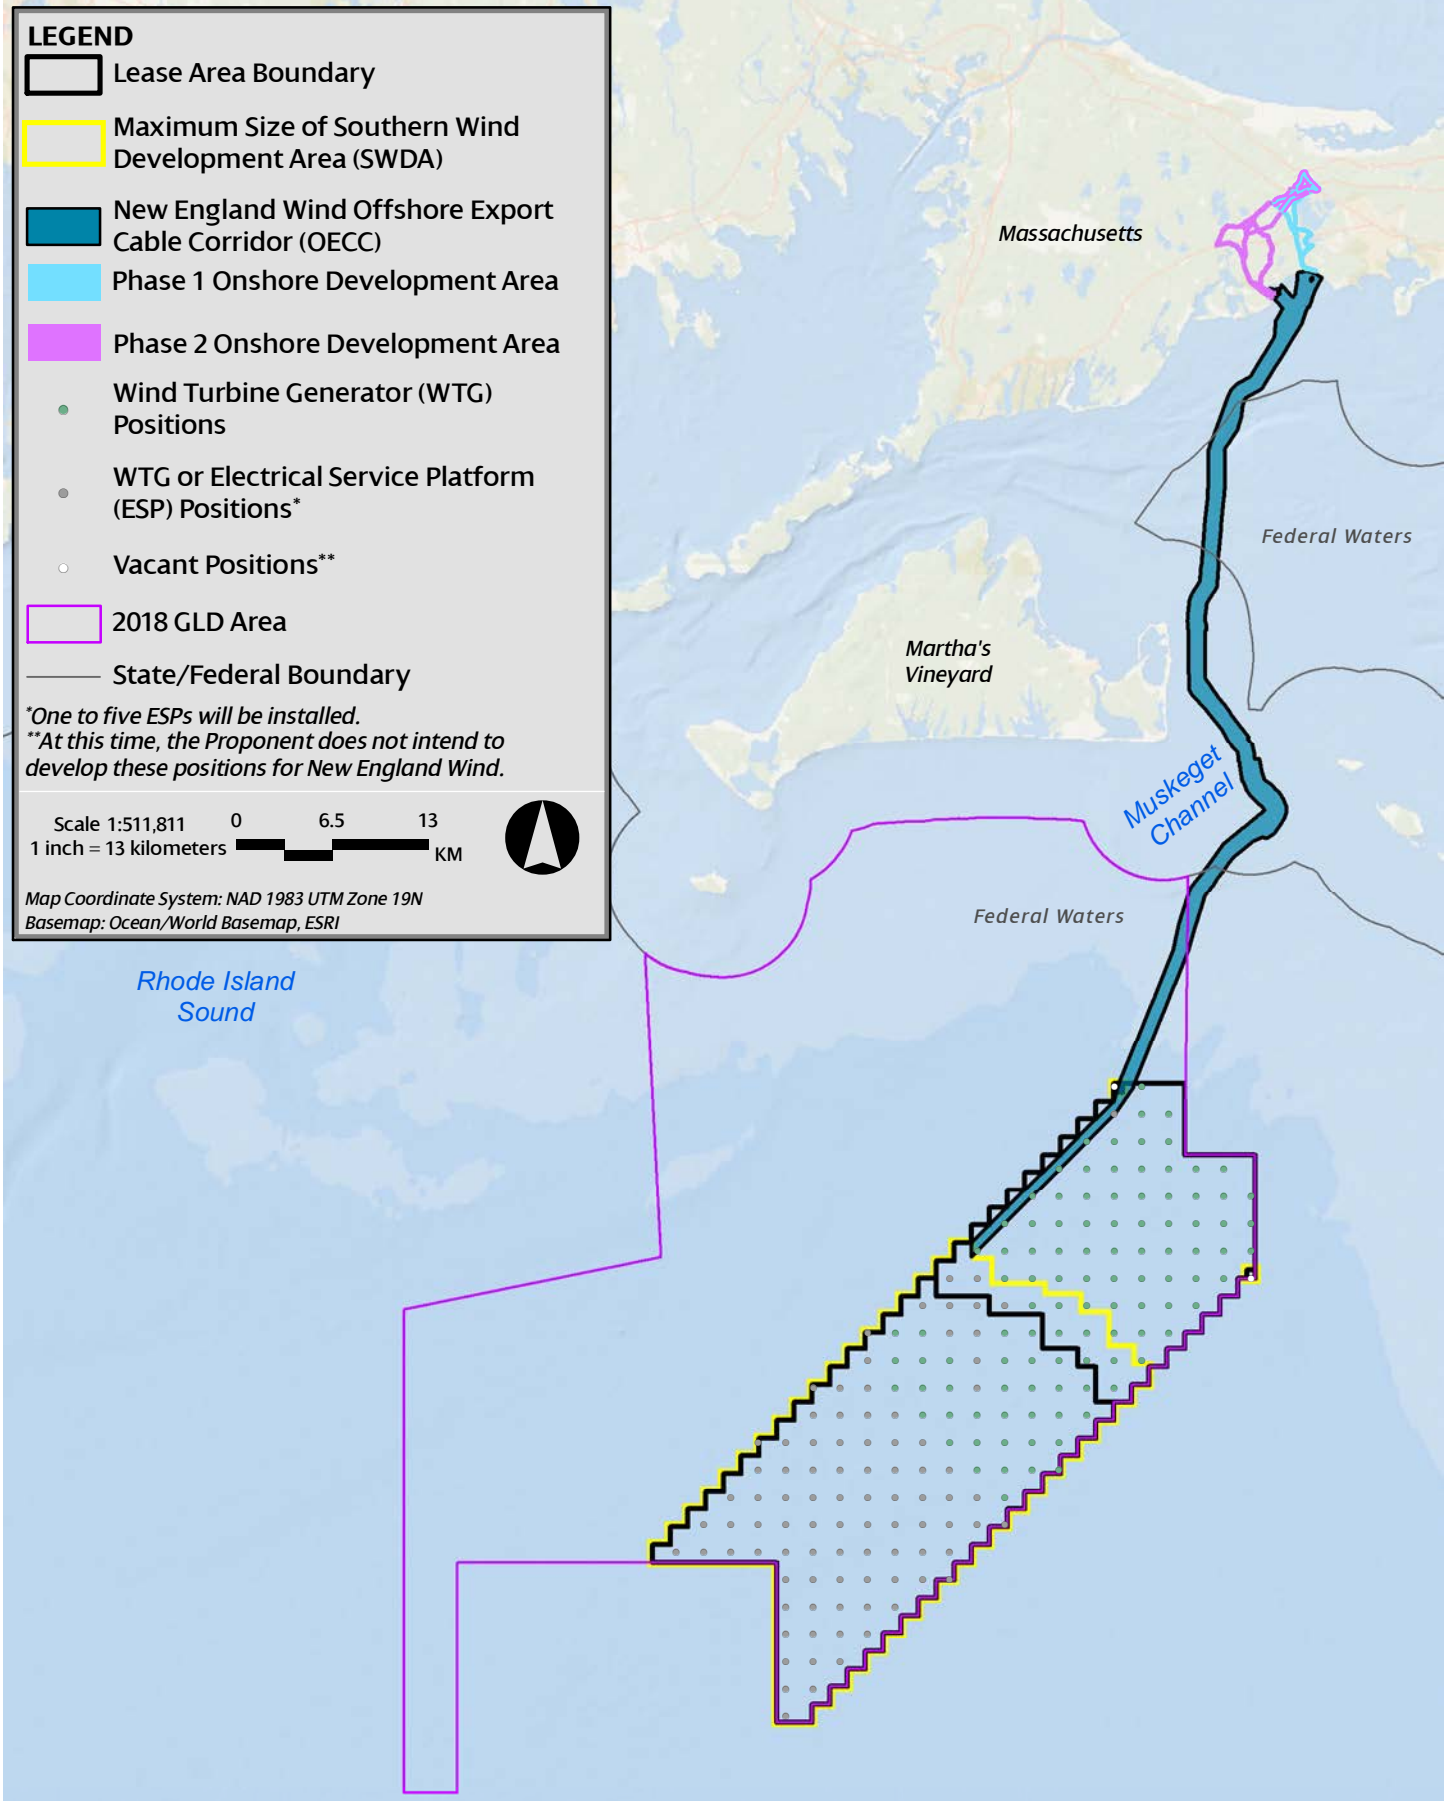 LEGEND
Lease Area Boundary
Maximum Size of Southern Wind
Development Area (SWDA)
New England Wind Offshore Export
Cable Corridor (OECC)
Phase 1 Onshore Development Area
Phase 2 Onshore Development Area
Wind Turbine Generator (WTG)
Positions
WTG or Electrical Service Platform
(ESP) Positions*
Vacant Positions**
2018 GLD Area
State/Federal Boundary
*One to five ESPs will be installed.
**At this time, the Proponent does not intend to
develop these positions for New England Wind.
Scale 1:511,811
1 inch = 13 kilometers
0 6.5 13
KM
Map Coordinate System: NAD 1983 UTM Zone 19N
Basemap: Ocean/World Basemap, ESRI
Massachusetts
Federal Waters
Martha's
Vineyard
Muskeget
Channel
Federal Waters
Rhode Island
Sound